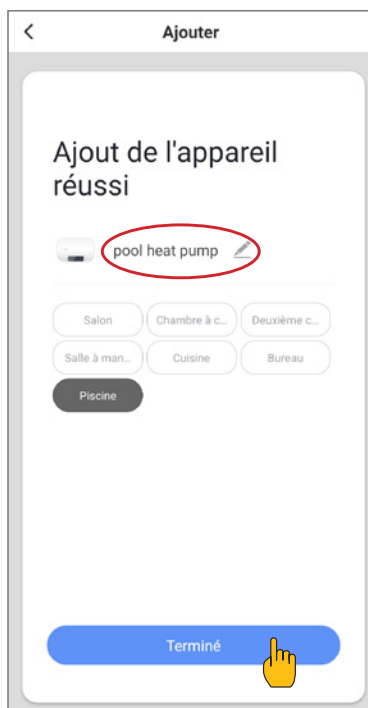 Ajouter
Ajout de l'appareil
réussi
pool heat pump
Salon
Chambre à c...
Deuxième c...
Salle à man...
Cuisine
Bureau
Piscine
Terminé